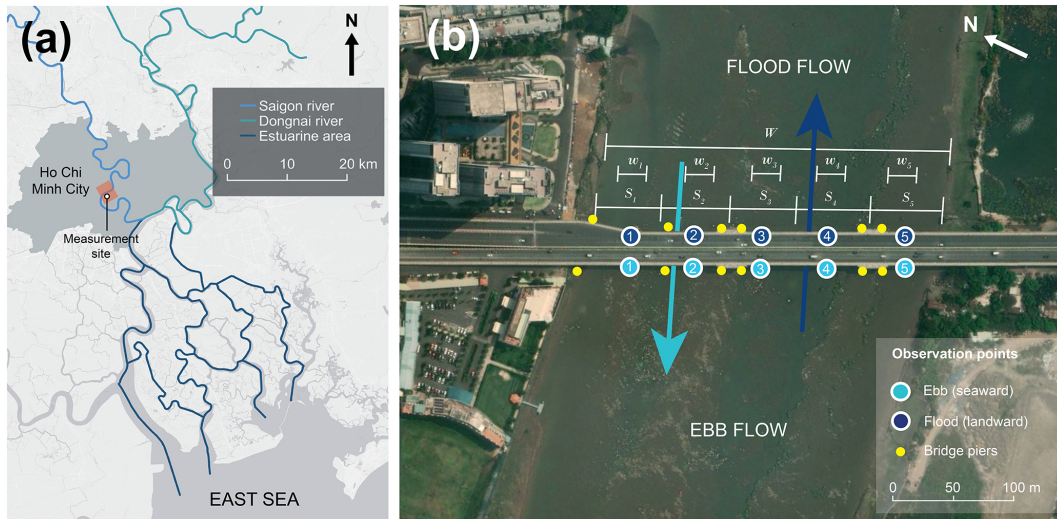 (a)
N
Saigon river
Dongnai river
Estuarine area
0 10 20 km
Ho Chi
Minh City
Measurement
site
EAST SEA
(b)
N
FLOOD FLOW
W
w1 w2 w3 w4 w5
S1 S2 S3 S4 S5
1 2 3 4 5
1 2 3 4 5
EBB FLOW
Observation points
Ebb (seaward)
Flood (landward)
Bridge piers
0 50 100 m